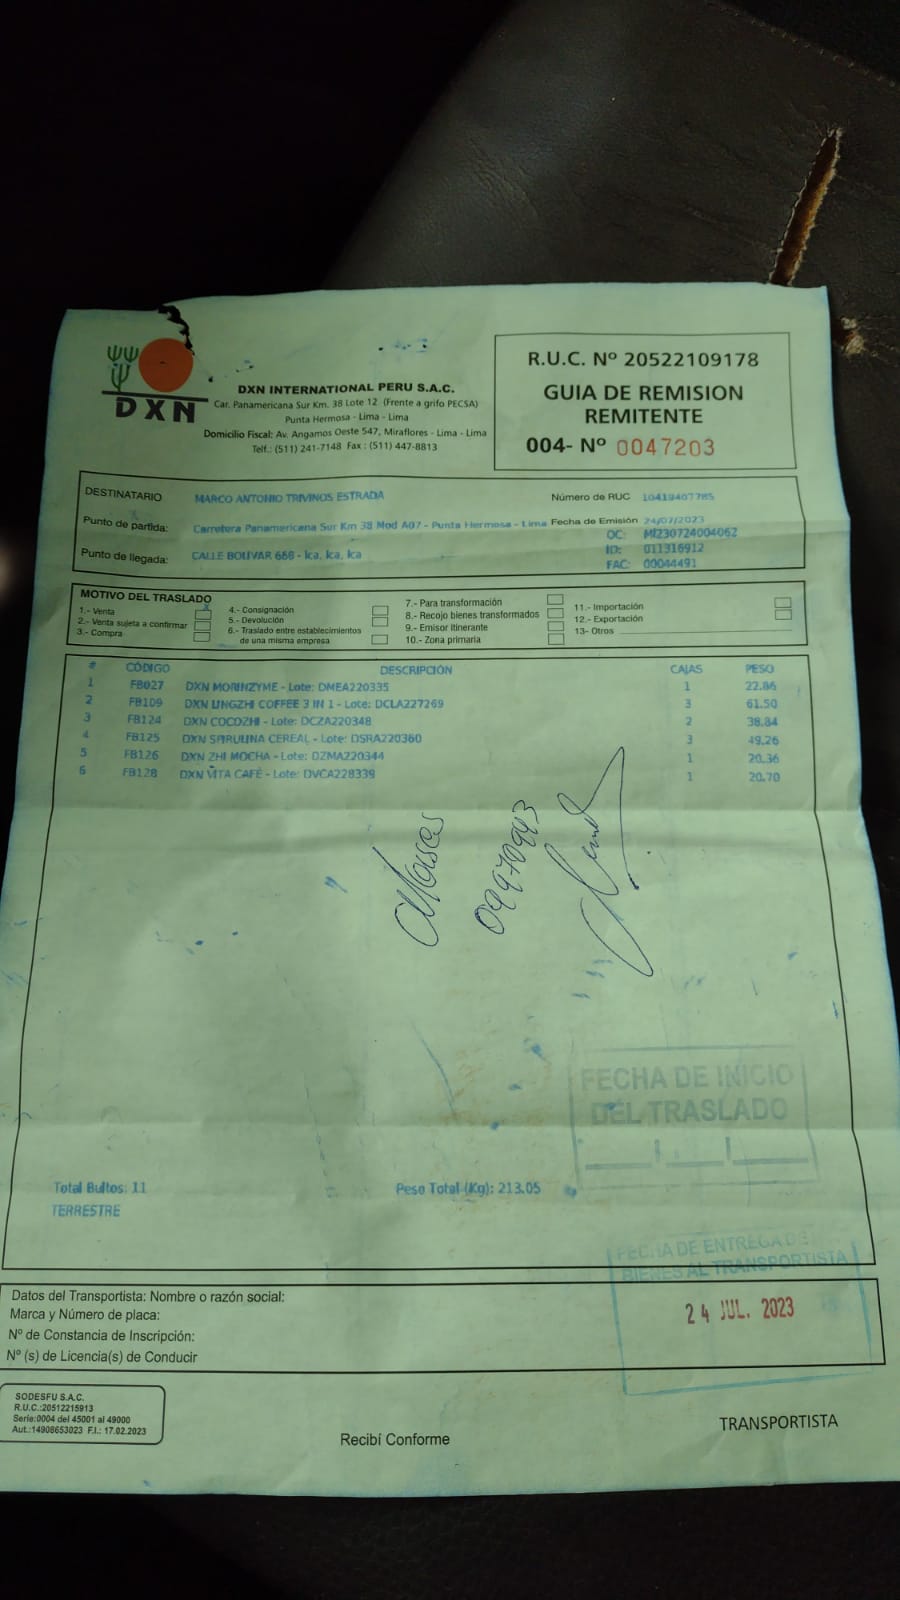 DXN
DXN INTERNATIONAL PERU S.A.C.
Car. Panamericana Sur Km. 38 Lote 12 (Frente a grifo PECSA)
Punta Hermosa - Lima - Lima
Domicilio Fiscal: Av. Angamos Oeste 547, Miraflores - Lima - Lima
Telf.: (511) 241-7148 Fax : (511) 447-8813
R.U.C. Nº 20522109178
GUIA DE REMISION
REMITENTE
004- Nº 0047203
DESTINATARIO MARCO ANTONIO TRIVINOS ESTRADA Número de RUC 10419407785
Punto de partida: Carretera Panamericana Sur Km 38 Mod A07 - Punta Hermosa - Lima Fecha de Emisión 24/07/2023
OC: MI230724004062
Punto de llegada: CALLE BOLIVAR 668 - Ica, Ica, Ica ID: 011316912
FAC: 00044491
MOTIVO DEL TRASLADO
1.- Venta
2.- Venta sujeta a confirmar
3.- Compra
4.- Consignación
5.- Devolución
6.- Traslado entre establecimientos
de una misma empresa
7.- Para transformación
8.- Recojo bienes transformados
9.- Emisor Itinerante
10.- Zona primaria
11.- Importación
12.- Exportación
13- Otros
# CÓDIGO DESCRIPCIÓN CAJAS PESO
1 FB027 DXN MORINZYME - Lote: DMEA220335 1 22.86
2 FB109 DXN LINGZHI COFFEE 3 IN 1 - Lote: DCLA227269 3 61.50
3 FB124 DXN COCOZHI - Lote: DCZA220348 2 38.84
4 FB125 DXN SPIRULINA CEREAL - Lote: DSRA220360 3 49.26
5 FB126 DXN ZHI MOCHA - Lote: DZMA220344 1 20.36
6 FB128 DXN VITA CAFÉ - Lote: DVCA228339 1 20.70
09970943
FECHA DE INICIO
DEL TRASLADO
Total Bultos: 11 Peso Total (Kg): 213.05
TERRESTRE
FECHA DE ENTREGA DE
BIENES AL TRANSPORTISTA
24 JUL. 2023
Datos del Transportista: Nombre o razón social:
Marca y Número de placa:
Nº de Constancia de Inscripción:
Nº (s) de Licencia(s) de Conducir
SODESFU S.A.C.
R.U.C.:20512215913
Serie:0004 del 45001 al 49000
Aut.:14908653023 F.I.: 17.02.2023
Recibí Conforme
TRANSPORTISTA